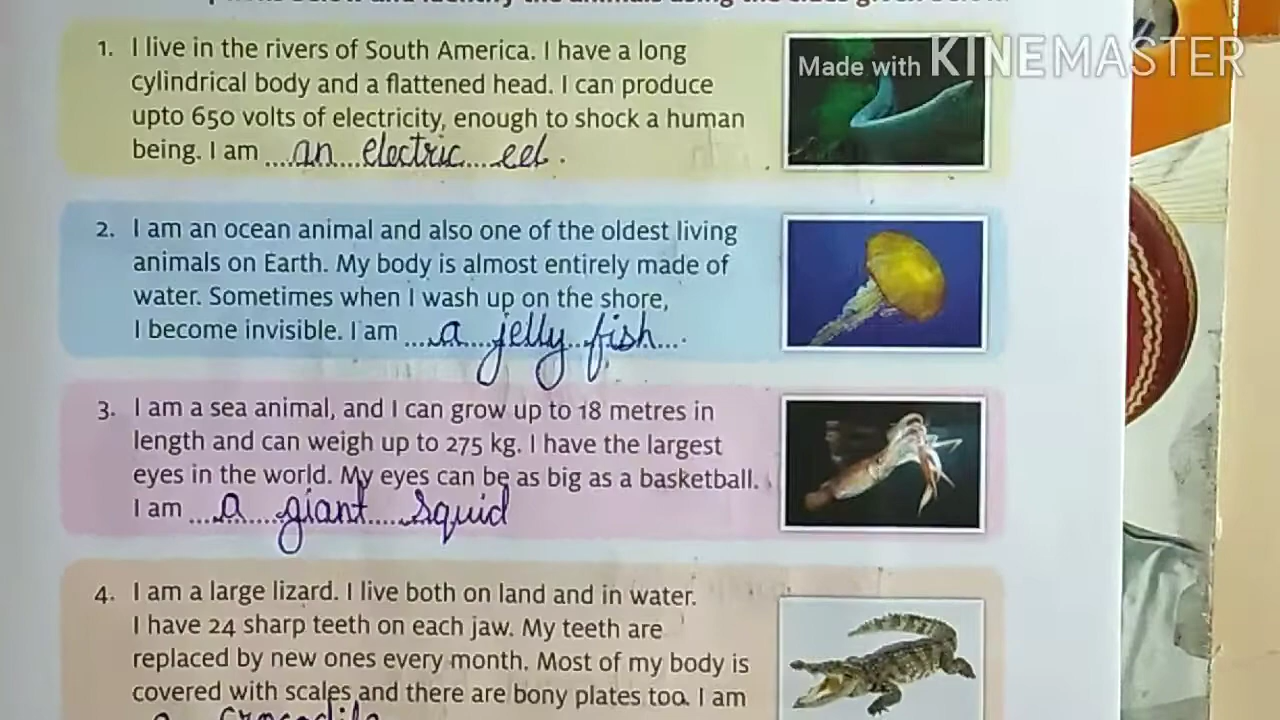 1. I live in the rivers of South America. I have a long
cylindrical body and a flattened head. I can produce
upto 650 volts of electricity, enough to shock a human
being. I am ....an....electric....eel.
Made with KINEMASTER
2. I am an ocean animal and also one of the oldest living
animals on Earth. My body is almost entirely made of
water. Sometimes when I wash up on the shore,
I become invisible. I am ....a....jelly...fish....
3. I am a sea animal, and I can grow up to 18 metres in
length and can weigh up to 275 kg. I have the largest
eyes in the world. My eyes can be as big as a basketball.
I am ....a....giant....squid
4. I am a large lizard. I live both on land and in water.
I have 24 sharp teeth on each jaw. My teeth are
replaced by new ones every month. Most of my body is
covered with scales and there are bony plates too. I am
a crocodile